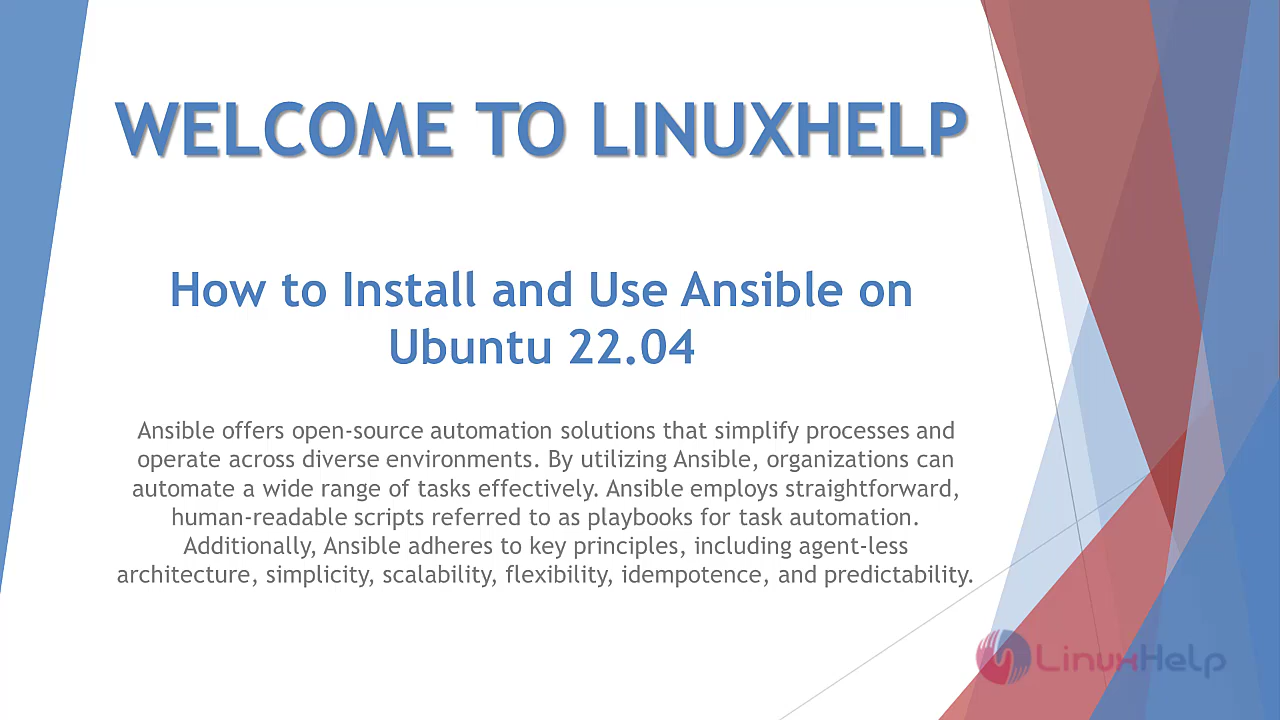 WELCOME TO LINUXHELP
How to Install and Use Ansible on
Ubuntu 22.04
Ansible offers open-source automation solutions that simplify processes and
operate across diverse environments. By utilizing Ansible, organizations can
automate a wide range of tasks effectively. Ansible employs straightforward,
human-readable scripts referred to as playbooks for task automation.
Additionally, Ansible adheres to key principles, including agent-less
architecture, simplicity, scalability, flexibility, idempotence, and predictability.
LinuxHelp